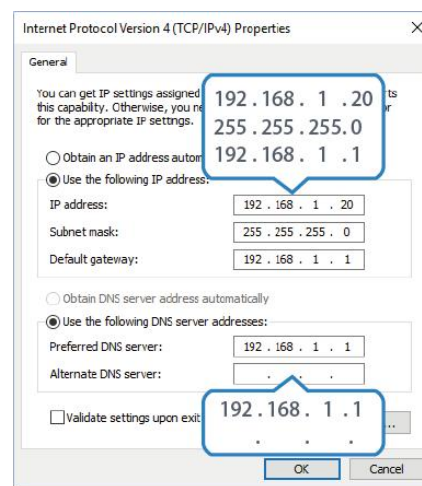 Internet Protocol Version 4 (TCP/IPv4) Properties
General
You can get IP settings assigned
this capability. Otherwise, you
for the appropriate IP settings.
192.168. 1 .20
255.255.255.0
192.168. 1 .1
Obtain an IP address
Use the following IP address:
IP address: 192 . 168 . 1 . 20
Subnet mask: 255 . 255 . 255 . 0
Default gateway: 192 . 168 . 1 . 1
Obtain DNS server address automatically
Use the following DNS server addresses:
Preferred DNS server: 192 . 168 . 1 . 1
Alternate DNS server: . . .
Validate settings upon exit
192.168. 1 .1
. . .
...
OK Cancel